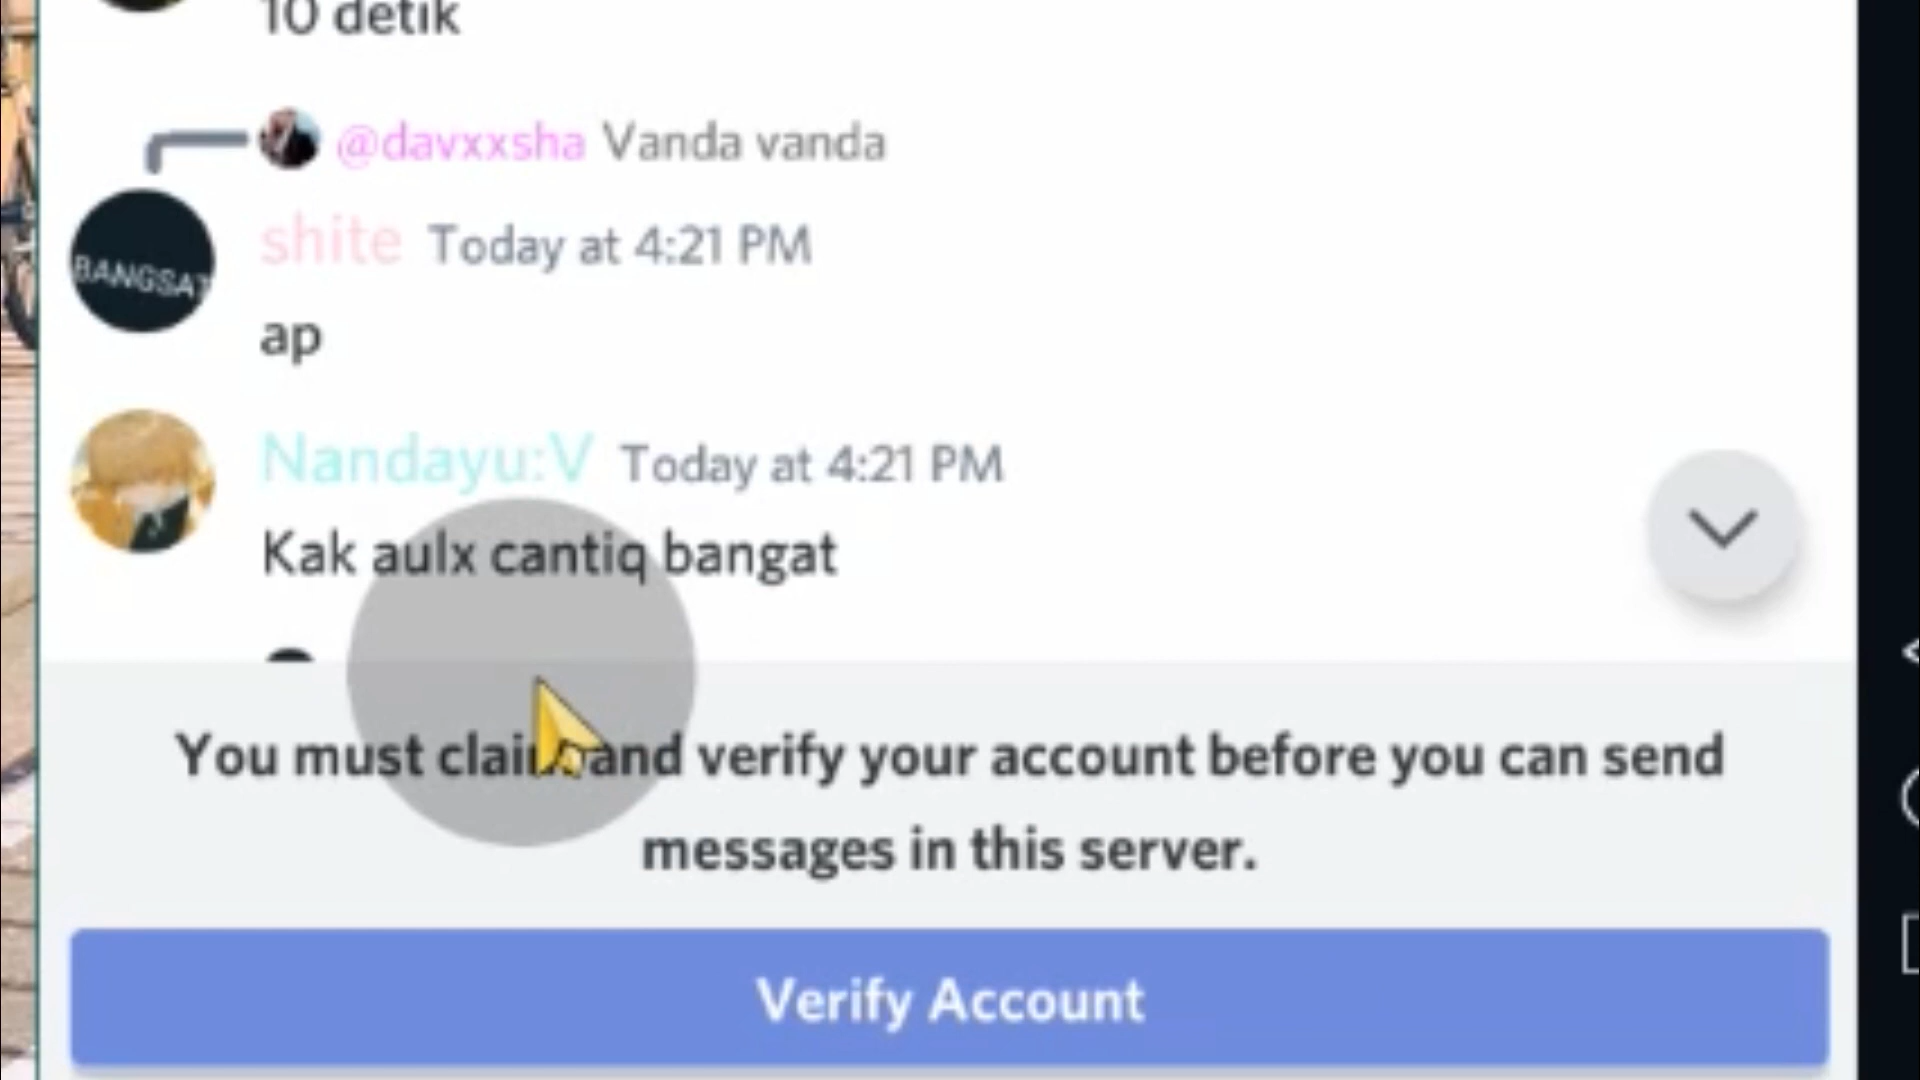 10 detik
@davxxsha Vanda vanda
shite Today at 4:21 PM
BANGSAT
ap
Nandayu:V Today at 4:21 PM
Kak aulx cantiq bangat
You must claim and verify your account before you can send
messages in this server.
Verify Account